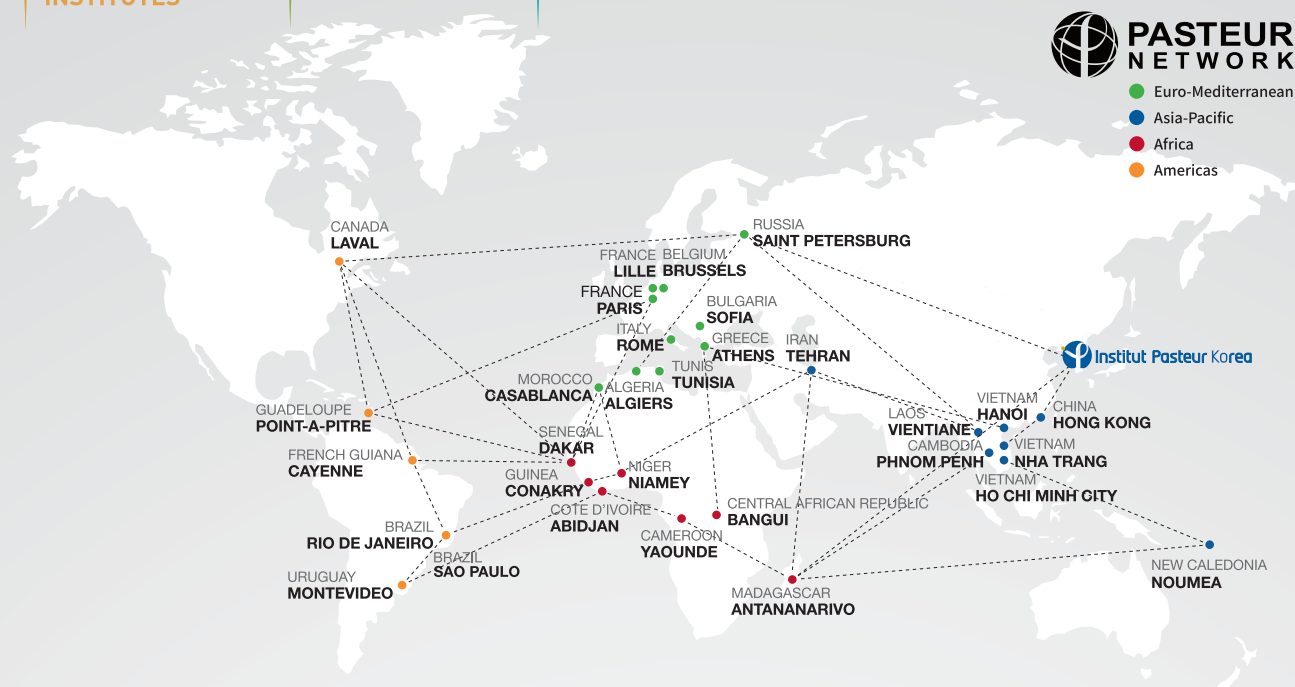 INSTITUTES
PASTEUR
NETWORK
Euro-Mediterranean
Asia-Pacific
Africa
Americas
CANADA
LAVAL
RUSSIA
SAINT PETERSBURG
FRANCE
LILLE
BELGIUM
BRUSSELS
FRANCE
PARIS
BULGARIA
SOFIA
ITALY
ROME
GREECE
ATHENS
IRAN
TEHRAN
Institut Pasteur Korea
TUNIS
TUNISIA
MOROCCO
CASABLANCA
ALGERIA
ALGIERS
GUADELOUPE
POINT-A-PITRE
SENEGAL
DAKAR
FRENCH GUIANA
CAYENNE
GUINEA
CONAKRY
NIGER
NIAMEY
COTE D'IVOIRE
ABIDJAN
CENTRAL AFRICAN REPUBLIC
BANGUI
CAMEROON
YAOUNDE
LAOS
VIENTIANE
VIETNAM
HANÓI
CHINA
HONG KONG
CAMBODIA
PHNOM PENH
VIETNAM
NHA TRANG
VIETNAM
HO CHI MINH CITY
BRAZIL
RIO DE JANEIRO
BRAZIL
SÃO PAULO
URUGUAY
MONTEVIDEO
MADAGASCAR
ANTANANARIVO
NEW CALEDONIA
NOUMEA